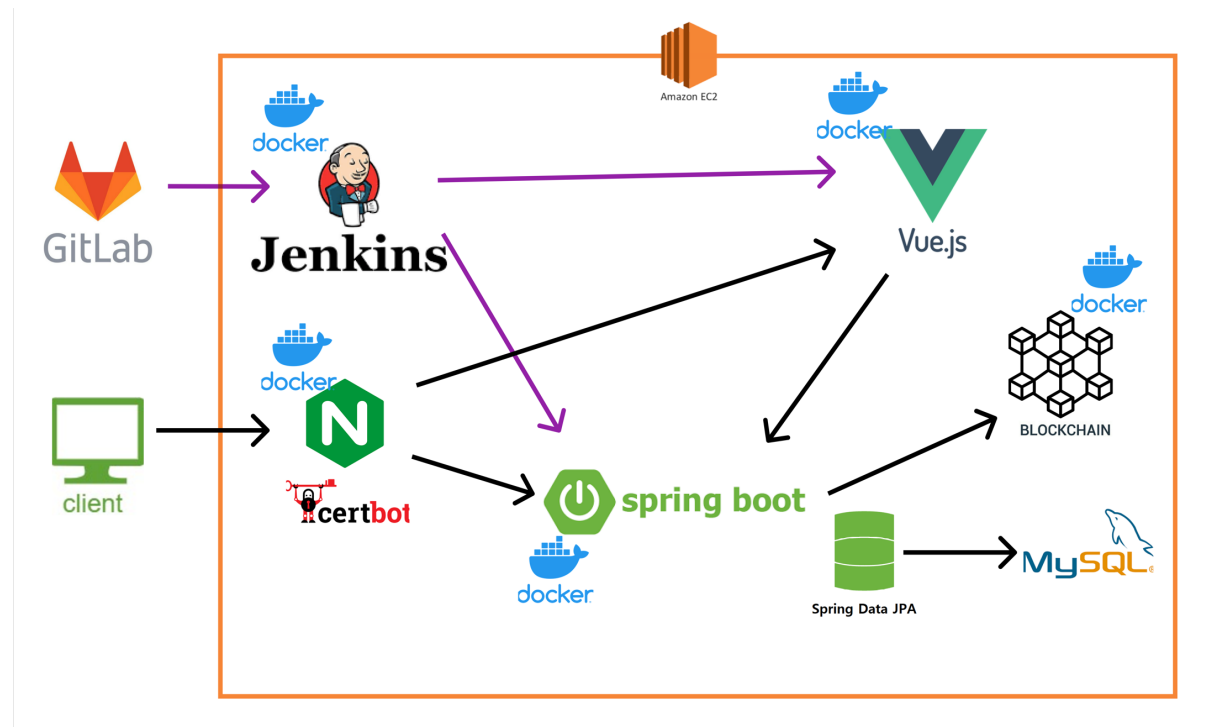 Amazon EC2
docker
docker
GitLab
Jenkins
Vue.js
docker
docker
BLOCKCHAIN
client
certbot
spring boot
MySQL
docker
Spring Data JPA